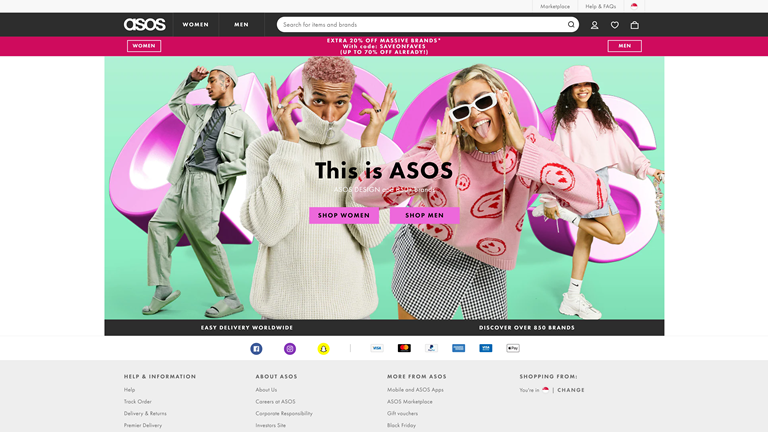 Marketplace
Help & FAQs
asos
WOMEN
MEN
Search for items and brands
WOMEN
EXTRA 20% OFF MASSIVE BRANDS*
With code: SAVEONFAVES
(UP TO 70% OFF ALREADY!)
MEN
This is ASOS
ASOS DESIGN and 850+ brands
SHOP WOMEN
SHOP MEN
EASY DELIVERY WORLDWIDE
DISCOVER OVER 850 BRANDS
VISA
PayPal
VISA
Pay
HELP & INFORMATION
ABOUT ASOS
MORE FROM ASOS
SHOPPING FROM:
Help
About Us
Mobile and ASOS Apps
You're in | CHANGE
Track Order
Careers at ASOS
ASOS Marketplace
Delivery & Returns
Corporate Responsibility
Gift vouchers
Premier Delivery
Investors Site
Black Friday